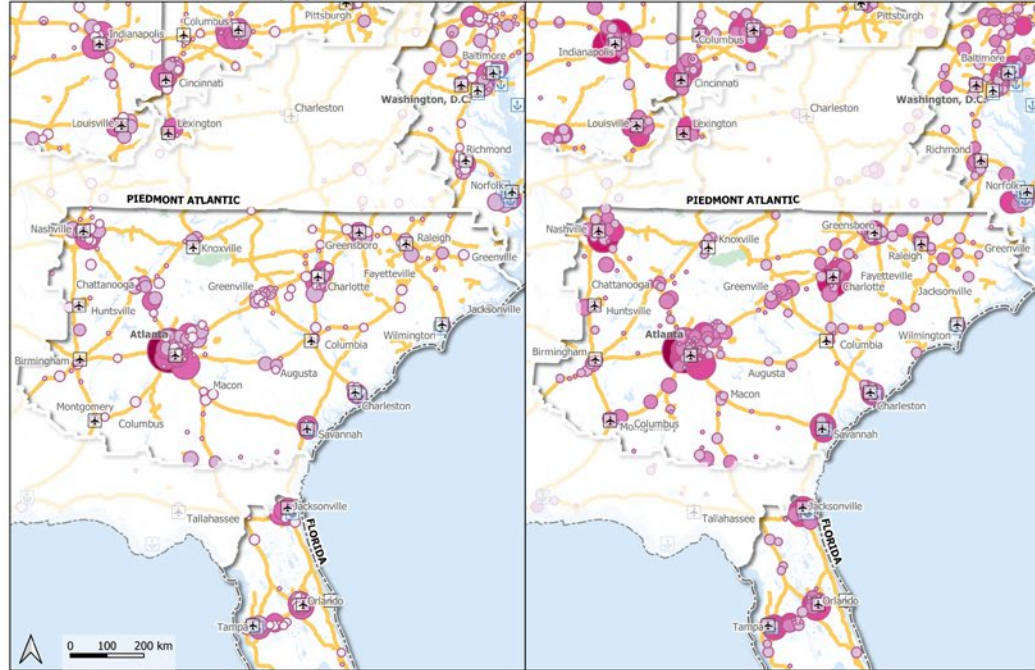 Columbus
Pittsburgh
Indianapolis
Baltimore
Cincinnati
Washington, D.C.
Charleston
Louisville
Lexington
Richmond
Norfolk
PIEDMONT ATLANTIC
Nashville
Knoxville
Greensboro
Raleigh
Greenville
Chattanooga
Greenville
Fayetteville
Charlotte
Huntsville
Jacksonville
Atlanta
Wilmington
Birmingham
Columbia
Augusta
Macon
Montgomery
Columbus
Charleston
Savannah
Jacksonville
Tallahassee
FLORIDA
Orlando
Tampa
0 100 200 km
Pittsburgh
Columbus
Indianapolis
Baltimore
Cincinnati
Washington, D.C.
Charleston
Louisville
Lexington
Richmond
Norfolk
PIEDMONT ATLANTIC
Nashville
Greensboro
Knoxville
Raleigh
Greenville
Fayetteville
Chattanooga
Greenville
Charlotte
Jacksonville
Huntsville
Atlanta
Wilmington
Birmingham
Columbia
Augusta
Macon
Charleston
Columbus
Montgomery
Savannah
Jacksonville
Tallahassee
FLORIDA
Orlando
Tampa